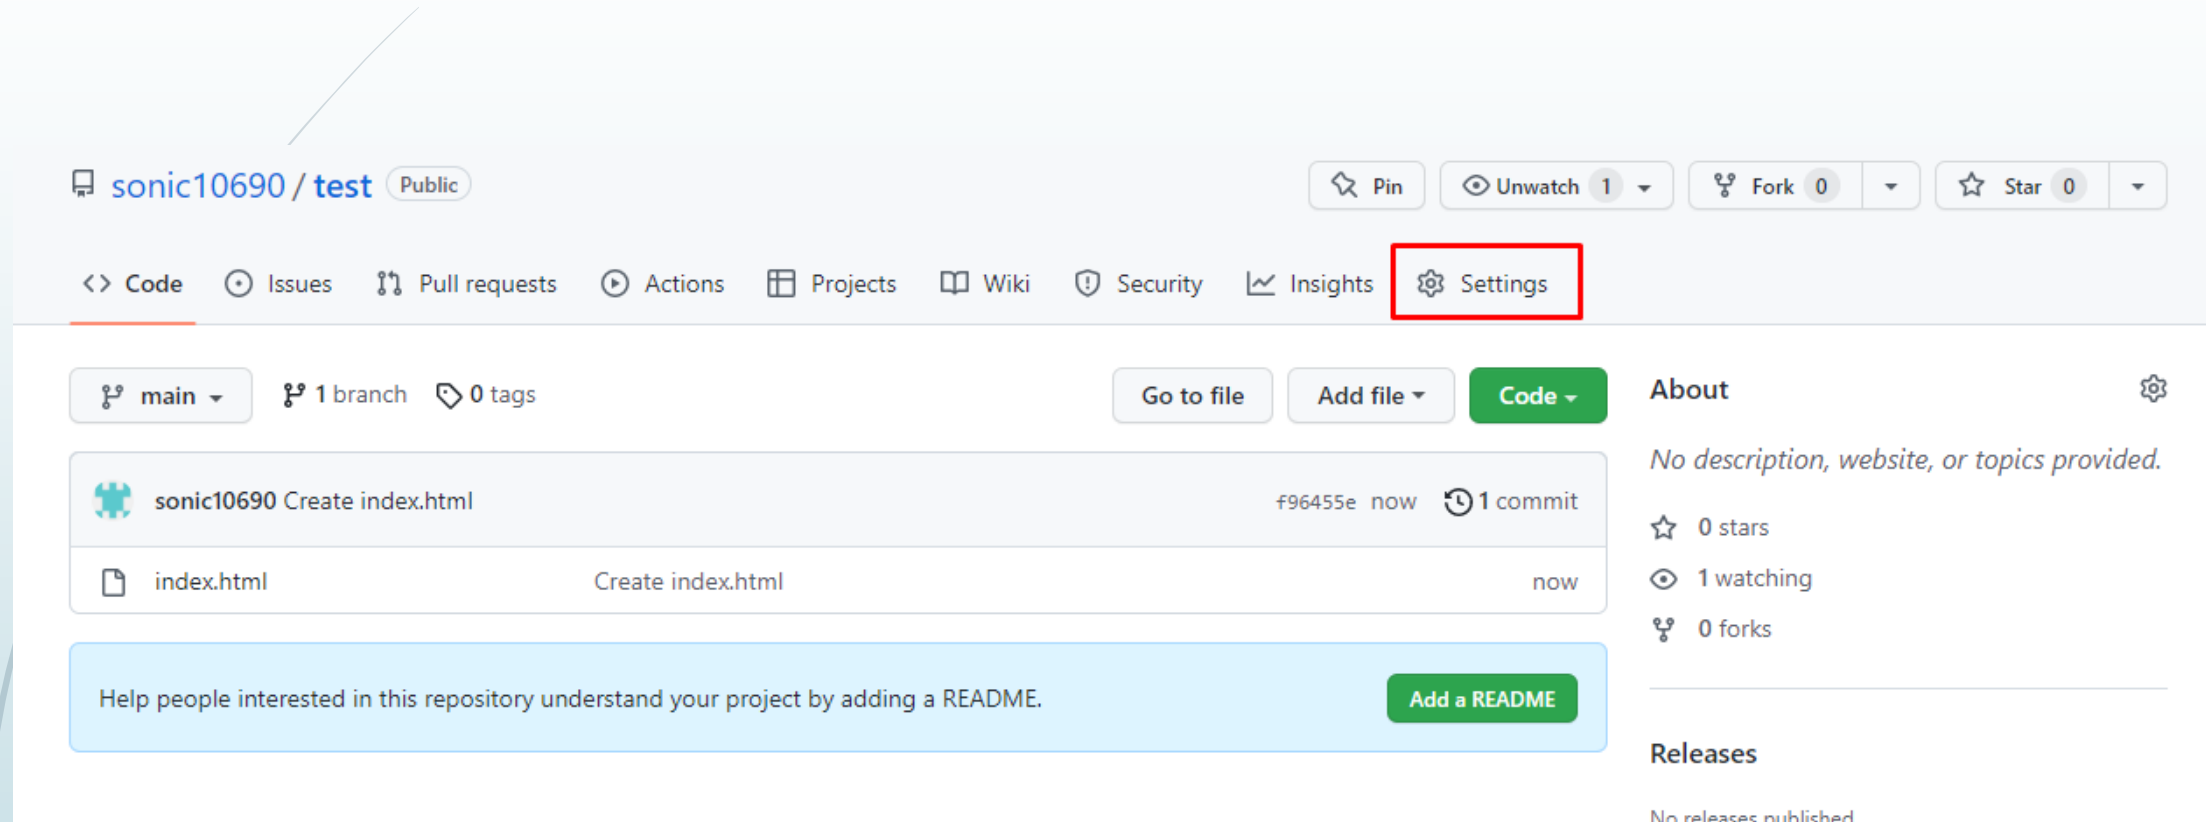 sonic10690 / test Public
Pin Unwatch 1 Fork 0 Star 0
Code Issues Pull requests Actions Projects Wiki Security Insights Settings
main 1 branch 0 tags Go to file Add file Code
sonic10690 Create index.html f96455e now 1 commit
index.html Create index.html now
Help people interested in this repository understand your project by adding a README. Add a README
About
No description, website, or topics provided.
0 stars
1 watching
0 forks
Releases
No releases published